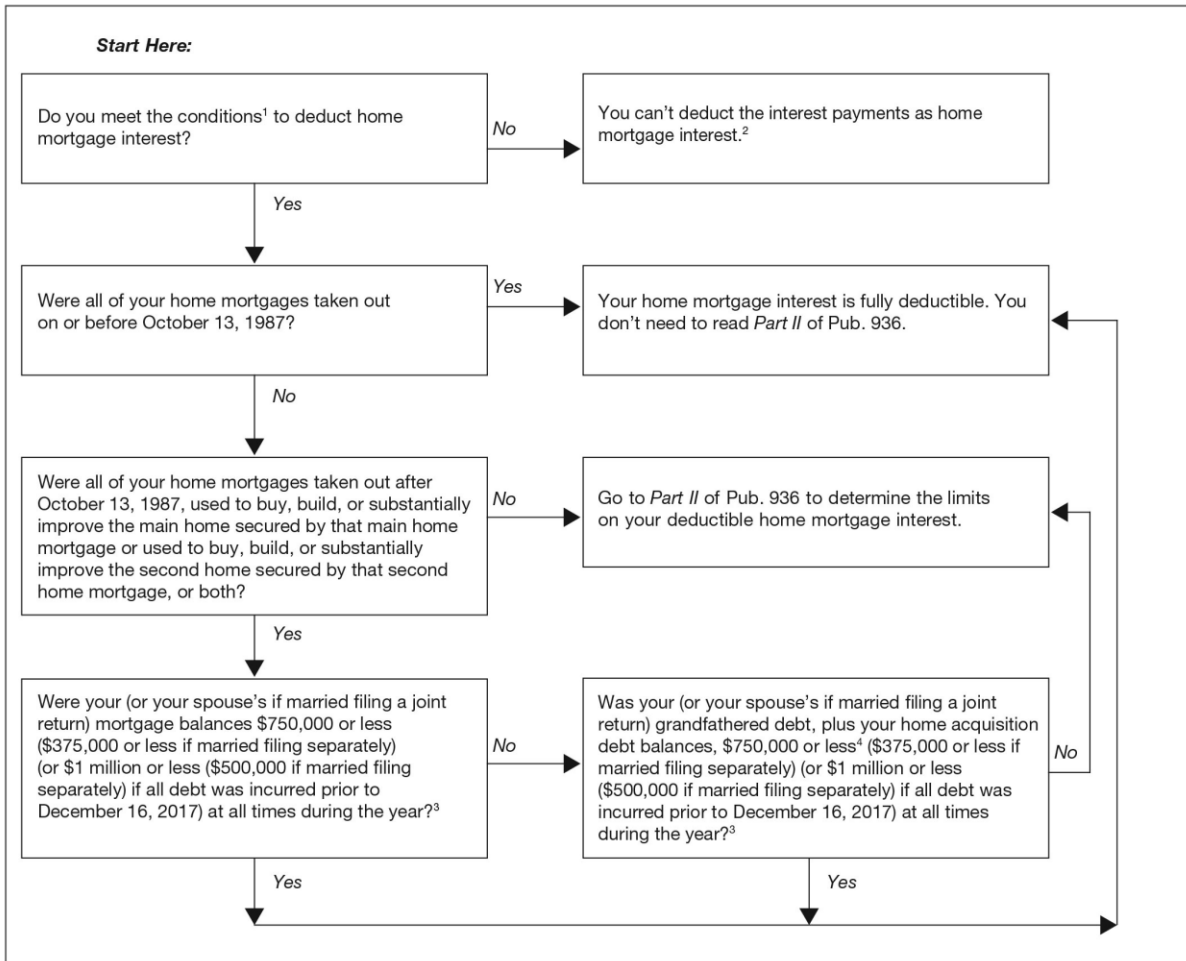 Start Here:
Do you meet the conditions¹ to deduct home
mortgage interest?
No
You can’t deduct the interest payments as home
mortgage interest.²
Yes
Were all of your home mortgages taken out
on or before October 13, 1987?
Yes
Your home mortgage interest is fully deductible. You
don’t need to read Part II of Pub. 936.
No
Were all of your home mortgages taken out after
October 13, 1987, used to buy, build, or substantially
improve the main home secured by that main home
mortgage or used to buy, build, or substantially
improve the second home secured by that second
home mortgage, or both?
No
Go to Part II of Pub. 936 to determine the limits
on your deductible home mortgage interest.
Yes
Were your (or your spouse’s if married filing a joint
return) mortgage balances $750,000 or less
($375,000 or less if married filing separately)
(or $1 million or less ($500,000 if married filing
separately) if all debt was incurred prior to
December 16, 2017) at all times during the year?³
No
Was your (or your spouse’s if married filing a joint
return) grandfathered debt, plus your home acquisition
debt balances, $750,000 or less⁴ ($375,000 or less if
married filing separately) (or $1 million or less
($500,000 if married filing separately) if all debt was
incurred prior to December 16, 2017) at all times
during the year?³
No
Yes
Yes